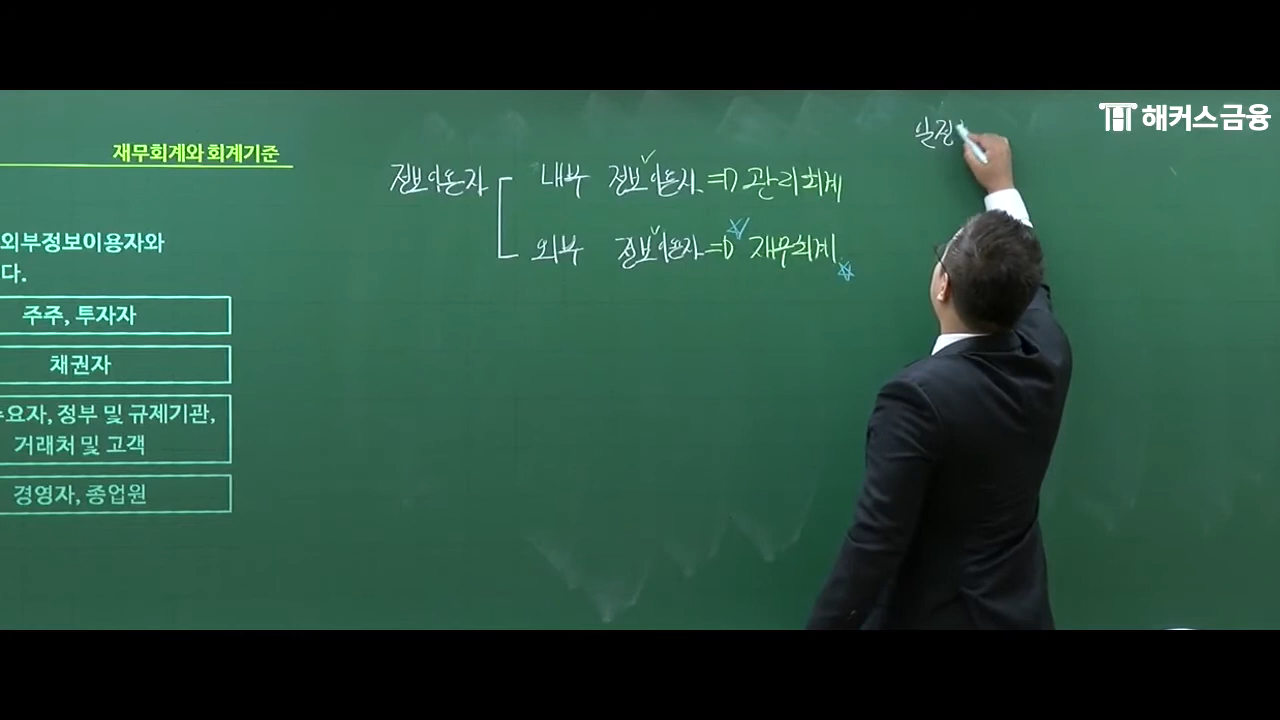 해커스금융
재무회계와 회계기준
정보이용자 내부 정보이용자 ⇒ 관리회계
외부 정보이용자 ⇒ 재무회계
외부정보이용자와
다.
주주, 투자자
채권자
요자, 정부 및 규제기관,
거래처 및 고객
경영자, 종업원